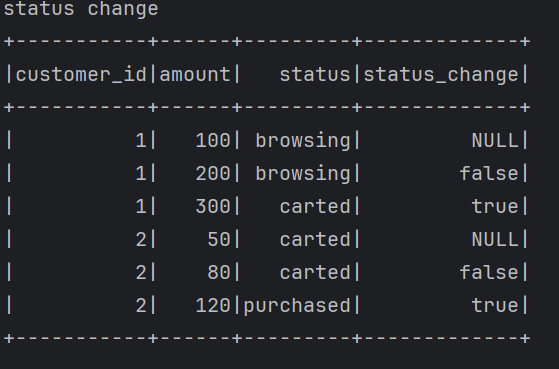 status change
+-----------+------+---------+-------------+
|customer_id|amount|   status|status_change|
+-----------+------+---------+-------------+
|          1|   100| browsing|         NULL|
|          1|   200| browsing|        false|
|          1|   300|   carted|         true|
|          2|    50|   carted|         NULL|
|          2|    80|   carted|        false|
|          2|   120|purchased|         true|
+-----------+------+---------+-------------+